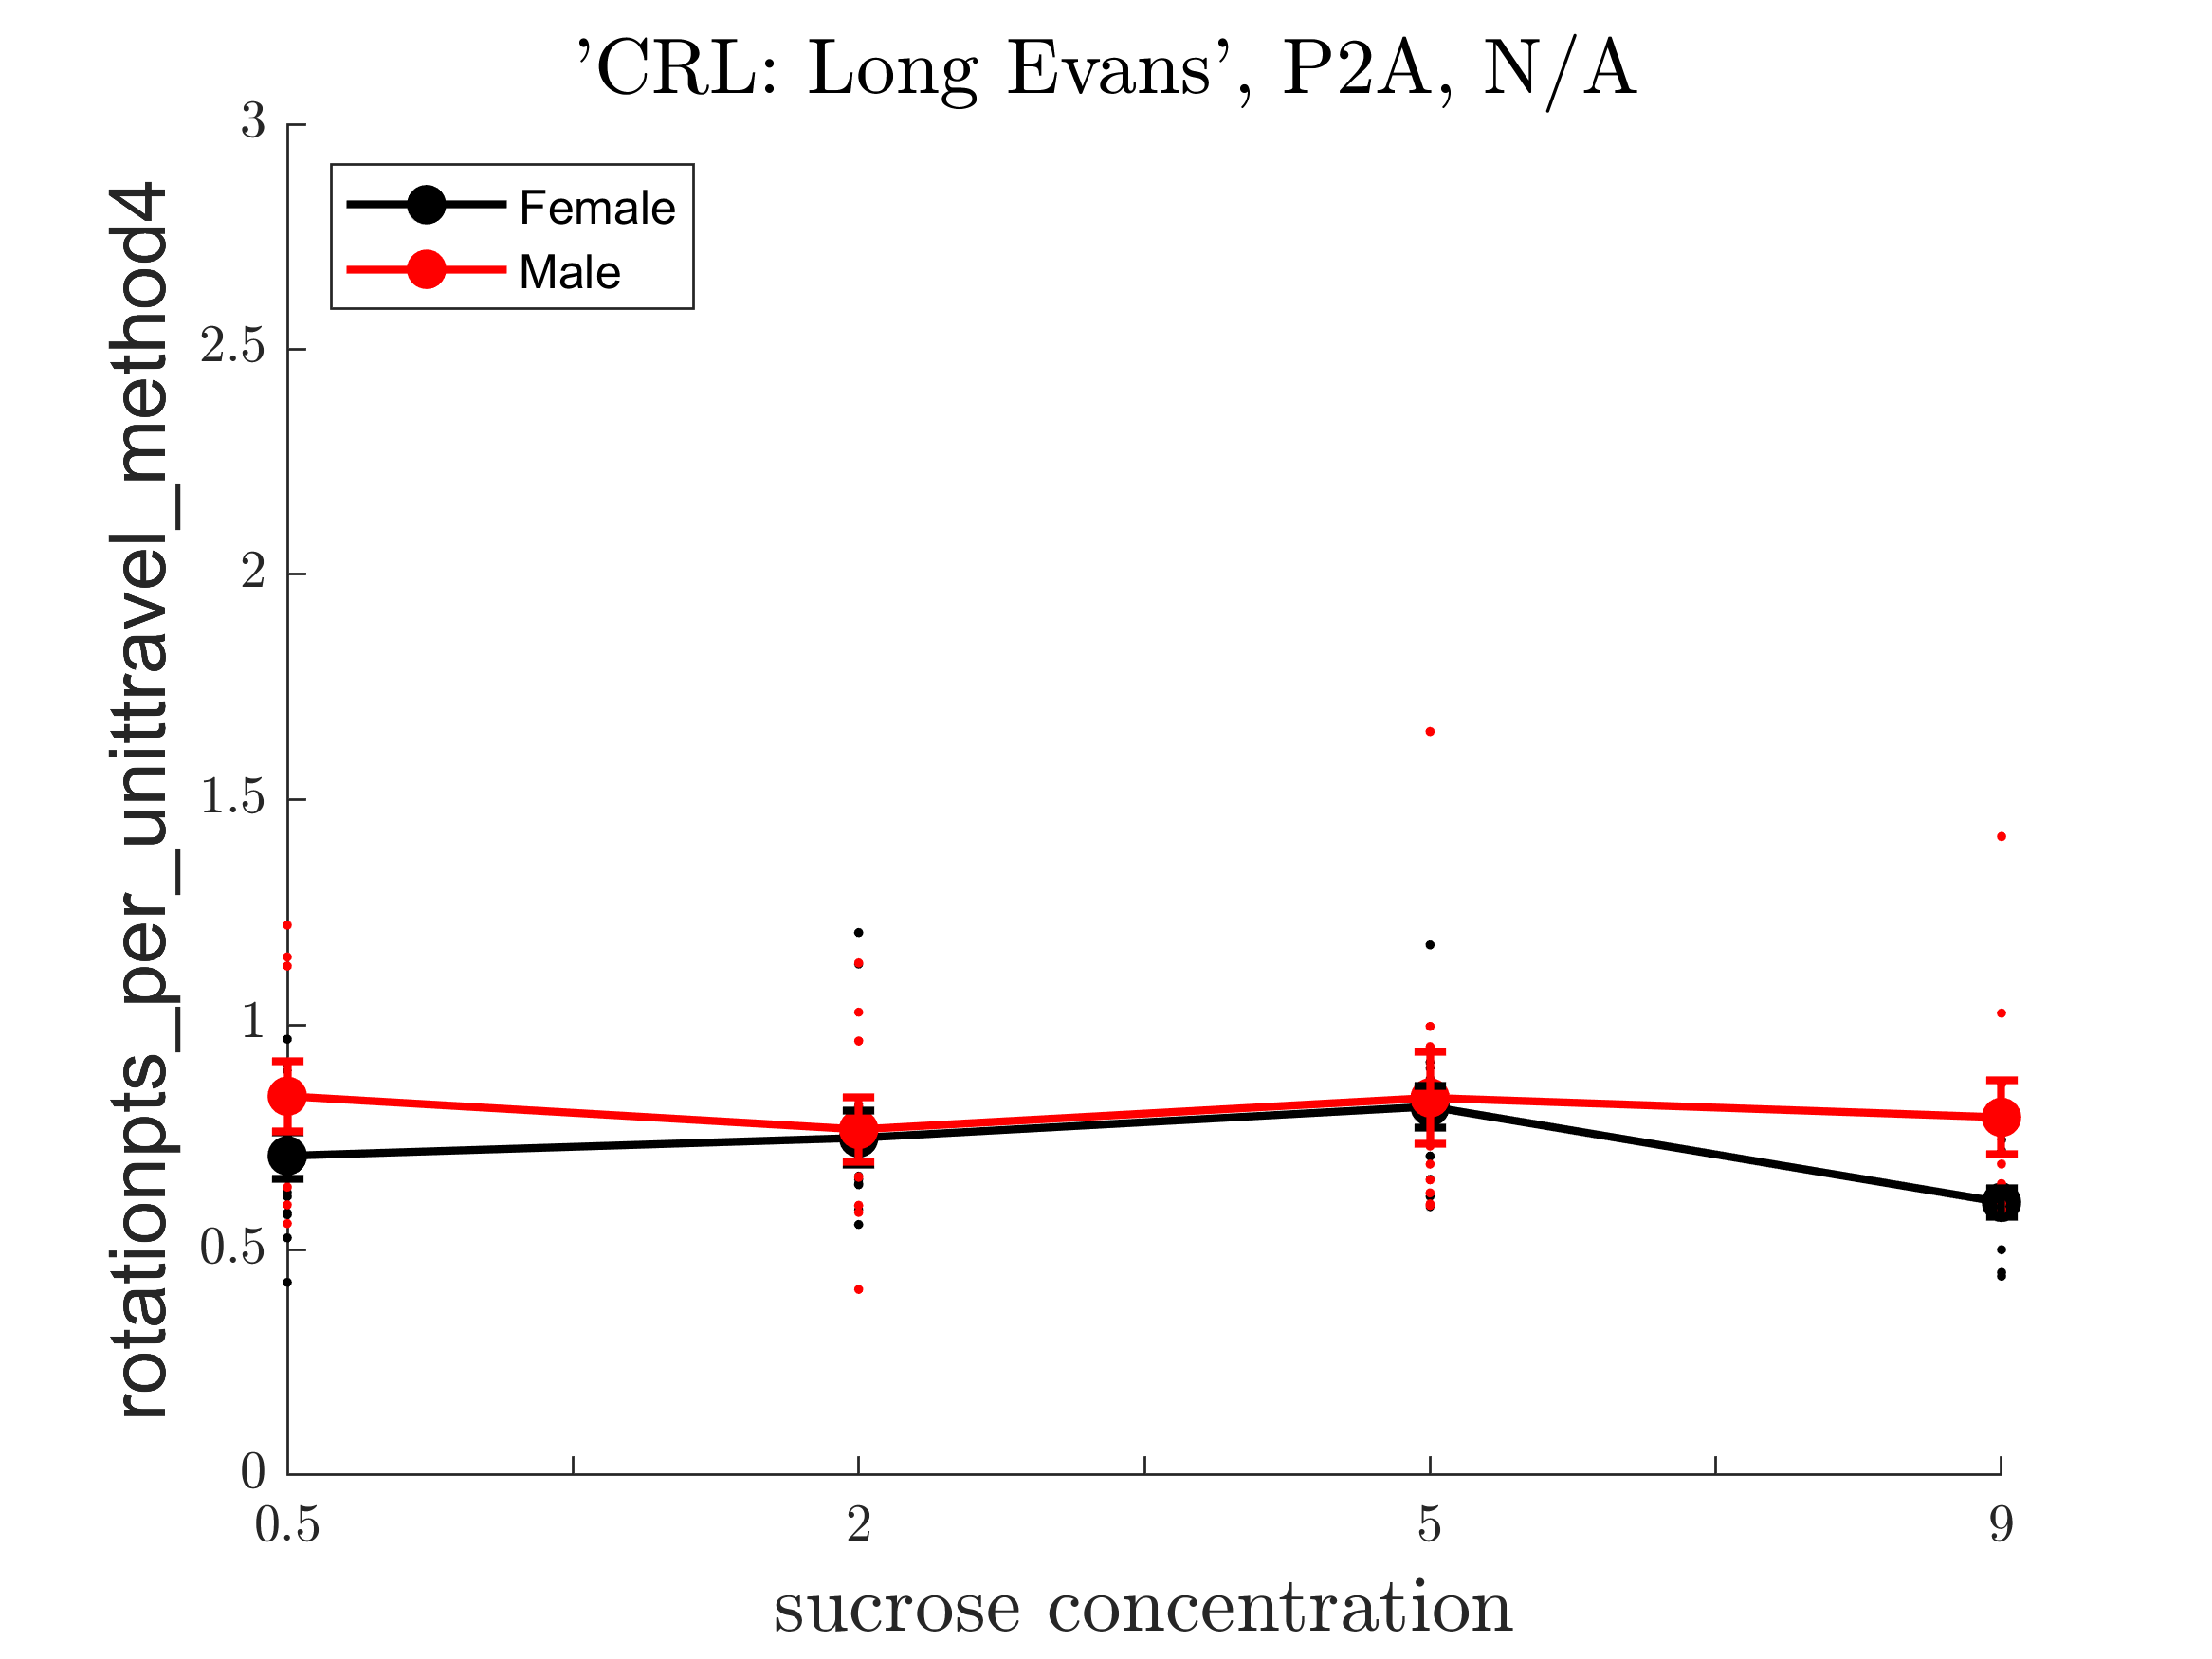 'CRL: Long Evans', P2A, N/A
3
2.5
2
1.5
1
0.5
0
rotationpts_per_unittravel_method4
Female
Male
0.5 2 5 9
sucrose concentration